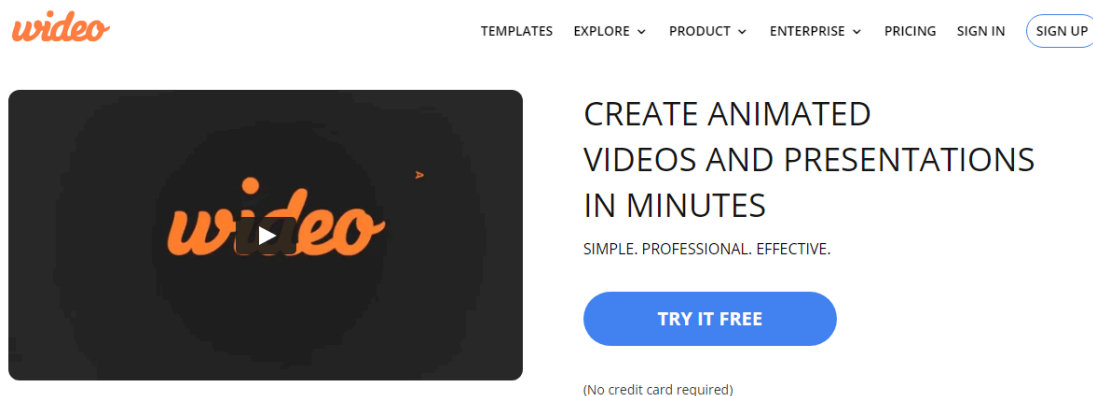 wideo
TEMPLATES EXPLORE PRODUCT ENTERPRISE PRICING SIGN IN SIGN UP
wideo
CREATE ANIMATED
VIDEOS AND PRESENTATIONS
IN MINUTES
SIMPLE. PROFESSIONAL. EFFECTIVE.
TRY IT FREE
(No credit card required)